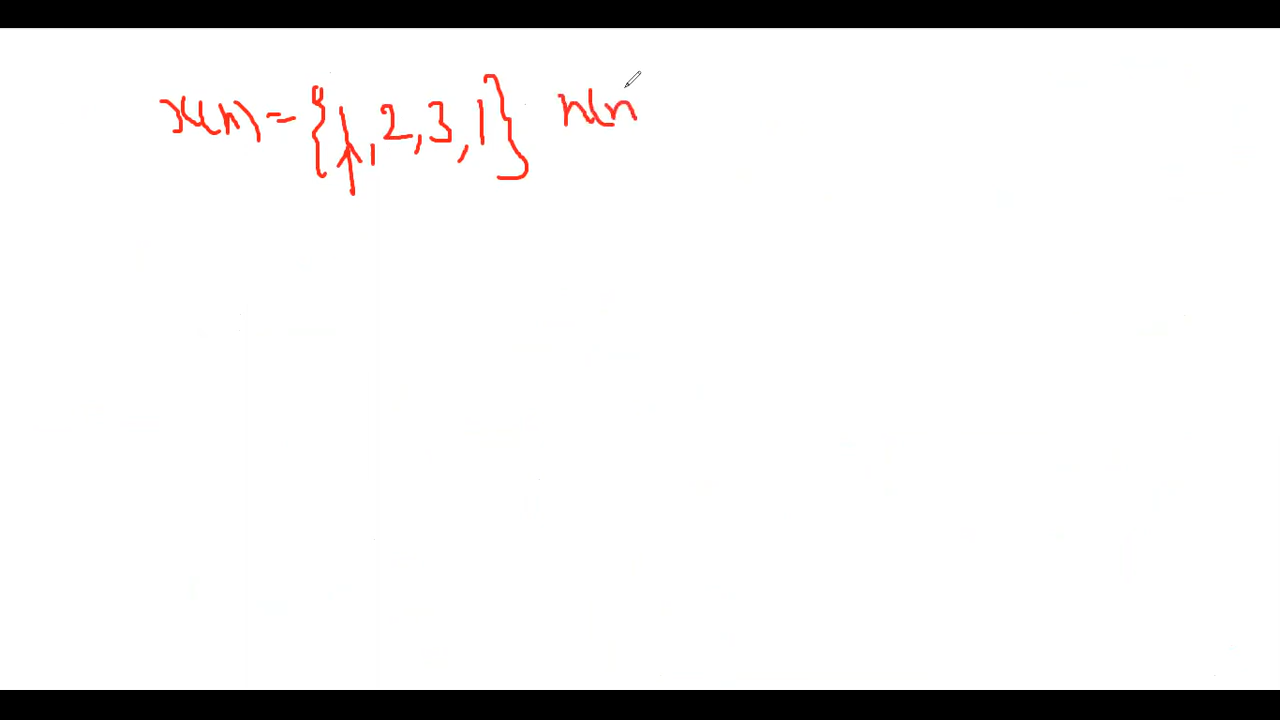 x(n) = {1, 2, 3, 1} h(n
↑